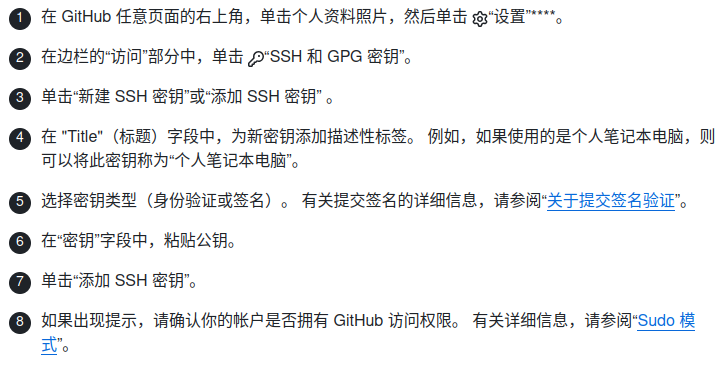 1 在 GitHub 任意页面的右上角，单击个人资料照片，然后单击 “设置”****。
2 在边栏的“访问”部分中，单击 “SSH 和 GPG 密钥”。
3 单击“新建 SSH 密钥”或“添加 SSH 密钥” 。
4 在 "Title"（标题）字段中，为新密钥添加描述性标签。 例如，如果使用的是个人笔记本电脑，则
可以将此密钥称为“个人笔记本电脑”。
5 选择密钥类型（身份验证或签名）。 有关提交签名的详细信息，请参阅“关于提交签名验证”。
6 在“密钥”字段中，粘贴公钥。
7 单击“添加 SSH 密钥”。
8 如果出现提示，请确认你的帐户是否拥有 GitHub 访问权限。 有关详细信息，请参阅“Sudo 模
式”。